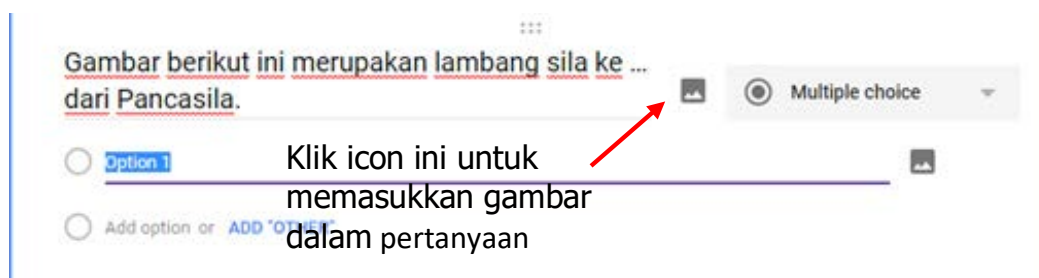 Gambar berikut ini merupakan lambang sila ke ...
dari Pancasila.
Multiple choice
Option 1
Klik icon ini untuk
memasukkan gambar
dalam pertanyaan
Add option or ADD "OTHER"